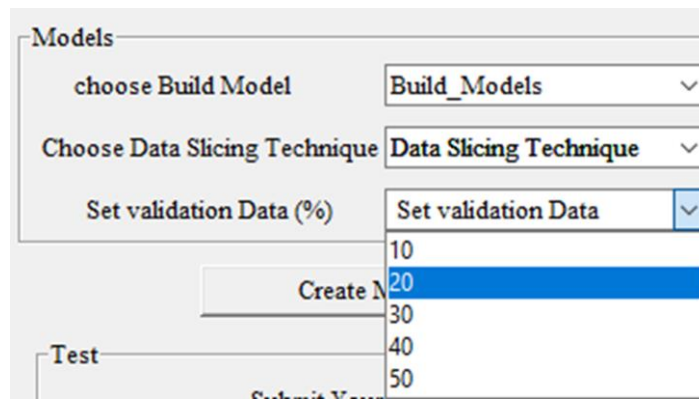 Models
choose Build Model Build_Models
Choose Data Slicing Technique Data Slicing Technique
Set validation Data (%) Set validation Data
10
20
30
40
50
Create
Test